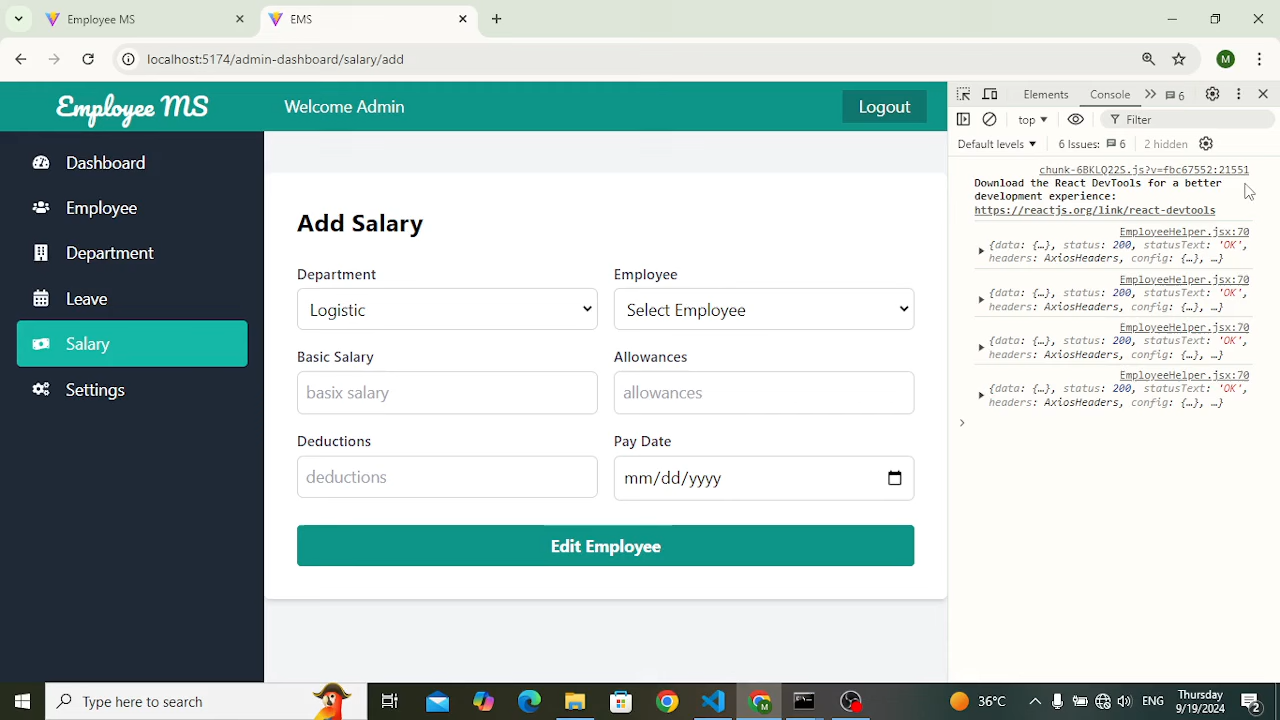 Employee MS
EMS
localhost:5174/admin-dashboard/salary/add
M
Employee MS
Welcome Admin
Logout
Dashboard
Employee
Department
Leave
Salary
Settings
Add Salary
Department
Employee
Logistic
Select Employee
Basic Salary
Allowances
basix salary
allowances
Deductions
Pay Date
deductions
mm/dd/yyyy
Edit Employee
Elements
Console
6
top
Filter
Default levels
6 Issues:
6
2 hidden
chunk-6BKLQ22S.js?v=fbc67552:21551
Download the React DevTools for a better
development experience:
https://reactjs.org/link/react-devtools
EmployeeHelper.jsx:70
{data: {…}, status: 200, statusText: 'OK',
headers: AxiosHeaders, config: {…}, …}
EmployeeHelper.jsx:70
{data: {…}, status: 200, statusText: 'OK',
headers: AxiosHeaders, config: {…}, …}
EmployeeHelper.jsx:70
{data: {…}, status: 200, statusText: 'OK',
headers: AxiosHeaders, config: {…}, …}
EmployeeHelper.jsx:70
{data: {…}, status: 200, statusText: 'OK',
headers: AxiosHeaders, config: {…}, …}
Type here to search
M
36°C
ENG
Thursday
9/19/2024
2